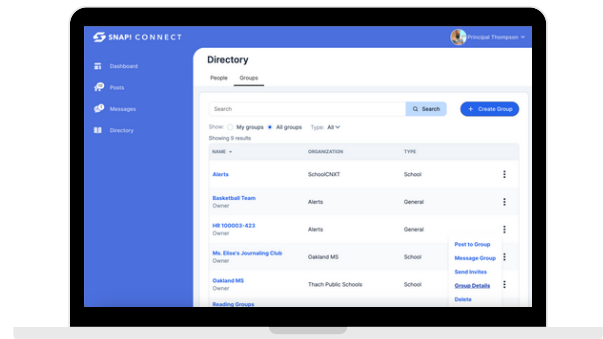 SNAP! CONNECT
Principal Thompson
Dashboard
Posts
Messages
Directory
Directory
People Groups
Search
Search
+ Create Group
Show: My groups All groups Type: All
Showing 9 results
NAME ORGANIZATION TYPE
Alerts SchoolCNXT School
Basketball Team Alerts General
Owner
HR 100003-423 Alerts General
Owner
Post to Group
Ms. Elise's Journaling Club Oakland MS School
Owner
Message Group
Send Invites
Oakland MS Thach Public Schools School
Owner
Group Details
Delete
Reading Groups